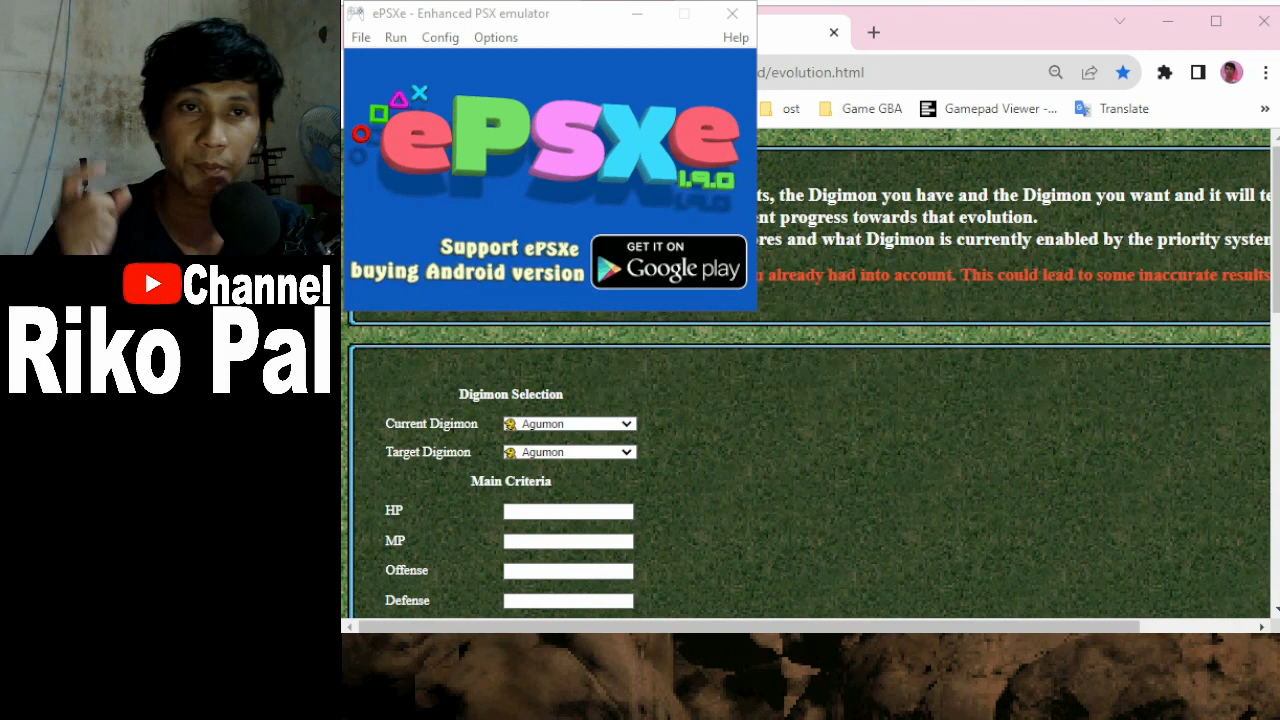 ePSXe - Enhanced PSX emulator
File Run Config Options Help
ePSXe
1.9.0
Support ePSXe
buying Android version
GET IT ON
Google play
d/evolution.html
ost Game GBA Gamepad Viewer -... Translate »
ts, the Digimon you have and the Digimon you want and it will te
nt progress towards that evolution.
res and what Digimon is currently enabled by the priority system
u already had into account. This could lead to some inaccurate results
Channel
Riko Pal
Digimon Selection
Current Digimon Agumon
Target Digimon Agumon
Main Criteria
HP
MP
Offense
Defense